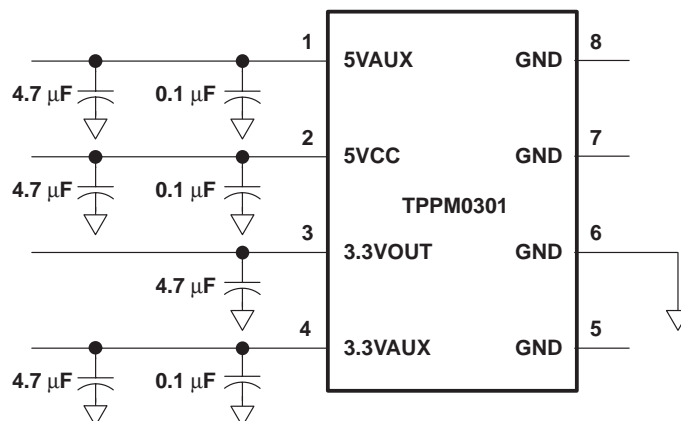 1 5VAUX GND 8
4.7 μF 0.1 μF
2 5VCC GND 7
4.7 μF 0.1 μF
TPPM0301
3 3.3VOUT GND 6
4.7 μF
4 3.3VAUX GND 5
4.7 μF 0.1 μF